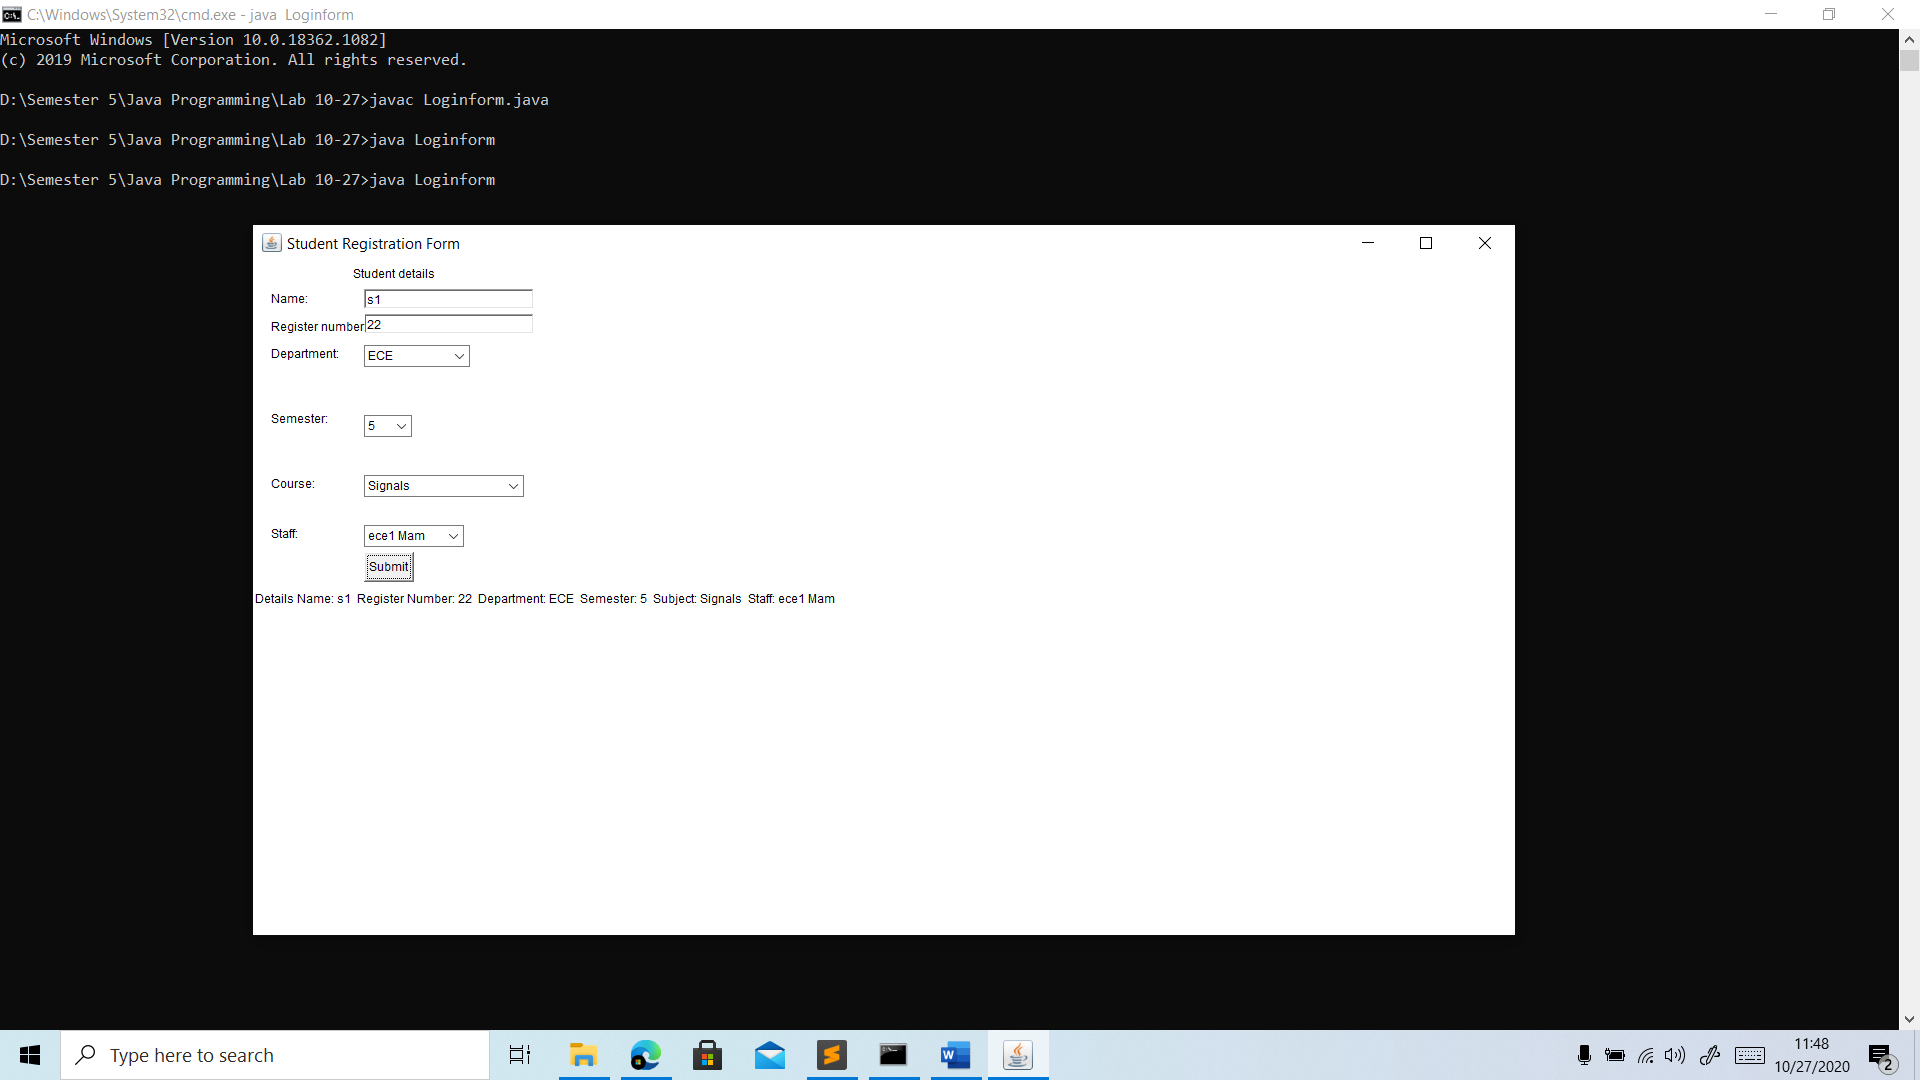 C:\Windows\System32\cmd.exe - java  Loginform
Microsoft Windows [Version 10.0.18362.1082]
(c) 2019 Microsoft Corporation. All rights reserved.
D:\Semester 5\Java Programming\Lab 10-27>javac Loginform.java
D:\Semester 5\Java Programming\Lab 10-27>java Loginform
D:\Semester 5\Java Programming\Lab 10-27>java Loginform
Student Registration Form
Student details
Name: s1
Register number 22
Department: ECE
Semester: 5
Course: Signals
Staff: ece1 Mam
Submit
Details Name: s1 Register Number: 22 Department: ECE Semester: 5 Subject: Signals Staff: ece1 Mam
Type here to search
11:48
10/27/2020
2